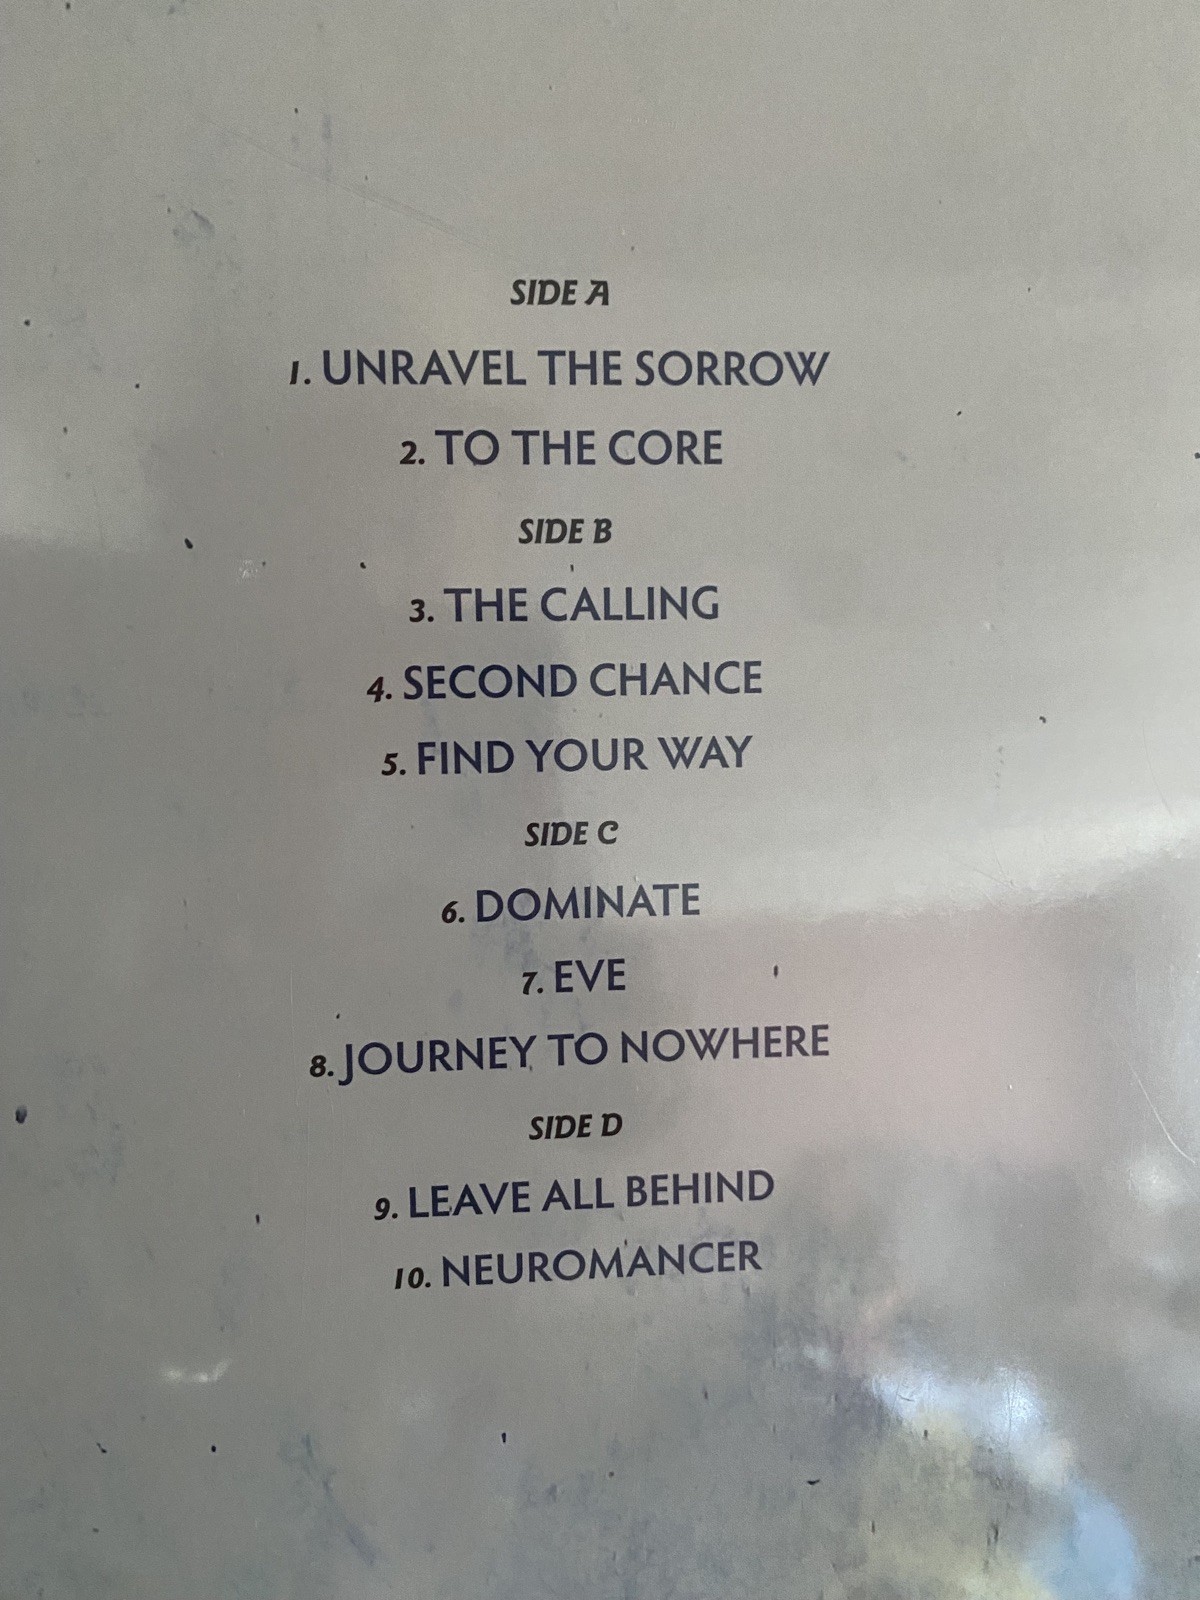 SIDE A
1. UNRAVEL THE SORROW
2. TO THE CORE
SIDE B
3. THE CALLING
4. SECOND CHANCE
5. FIND YOUR WAY
SIDE C
6. DOMINATE
7. EVE
8. JOURNEY TO NOWHERE
SIDE D
9. LEAVE ALL BEHIND
10. NEUROMANCER